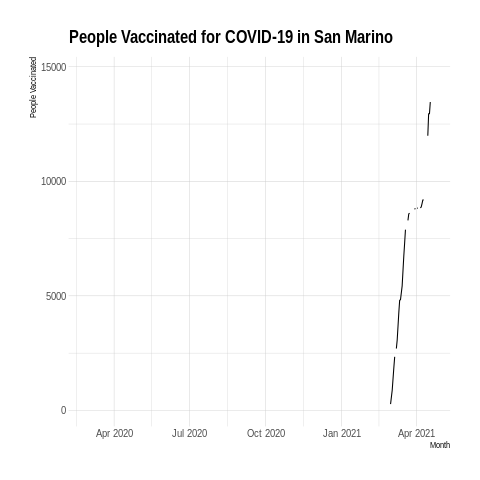 People Vaccinated for COVID-19 in San Marino
People Vaccinated
15000
10000
5000
0
Apr 2020 Jul 2020 Oct 2020 Jan 2021 Apr 2021
Month